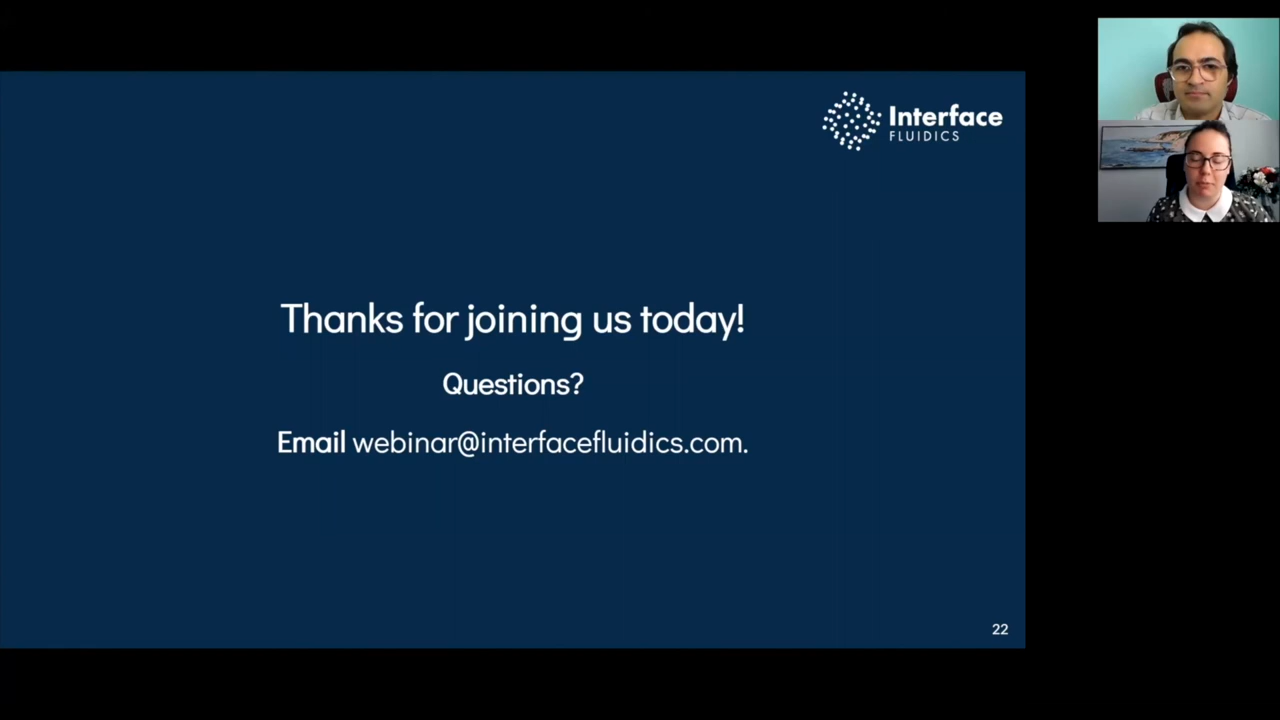 Interface
FLUIDICS
Thanks for joining us today!
Questions?
Email webinar@interfacefluidics.com.
22